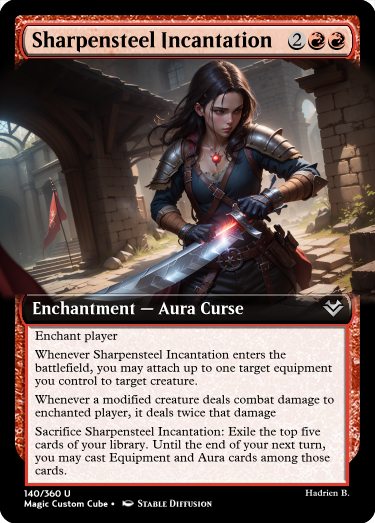 Sharpensteel Incantation 2
Enchantment — Aura Curse
Enchant player
Whenever Sharpensteel Incantation enters the
battlefield, you may attach up to one target equipment
you control to target creature.
Whenever a modified creature deals combat damage to
enchanted player, it deals twice that damage
Sacrifice Sharpensteel Incantation: Exile the top five
cards of your library. Until the end of your next turn,
you may cast Equipment and Aura cards among those
cards.
140/360 U Hadrien B.
Magic Custom Cube • Stable Diffusion